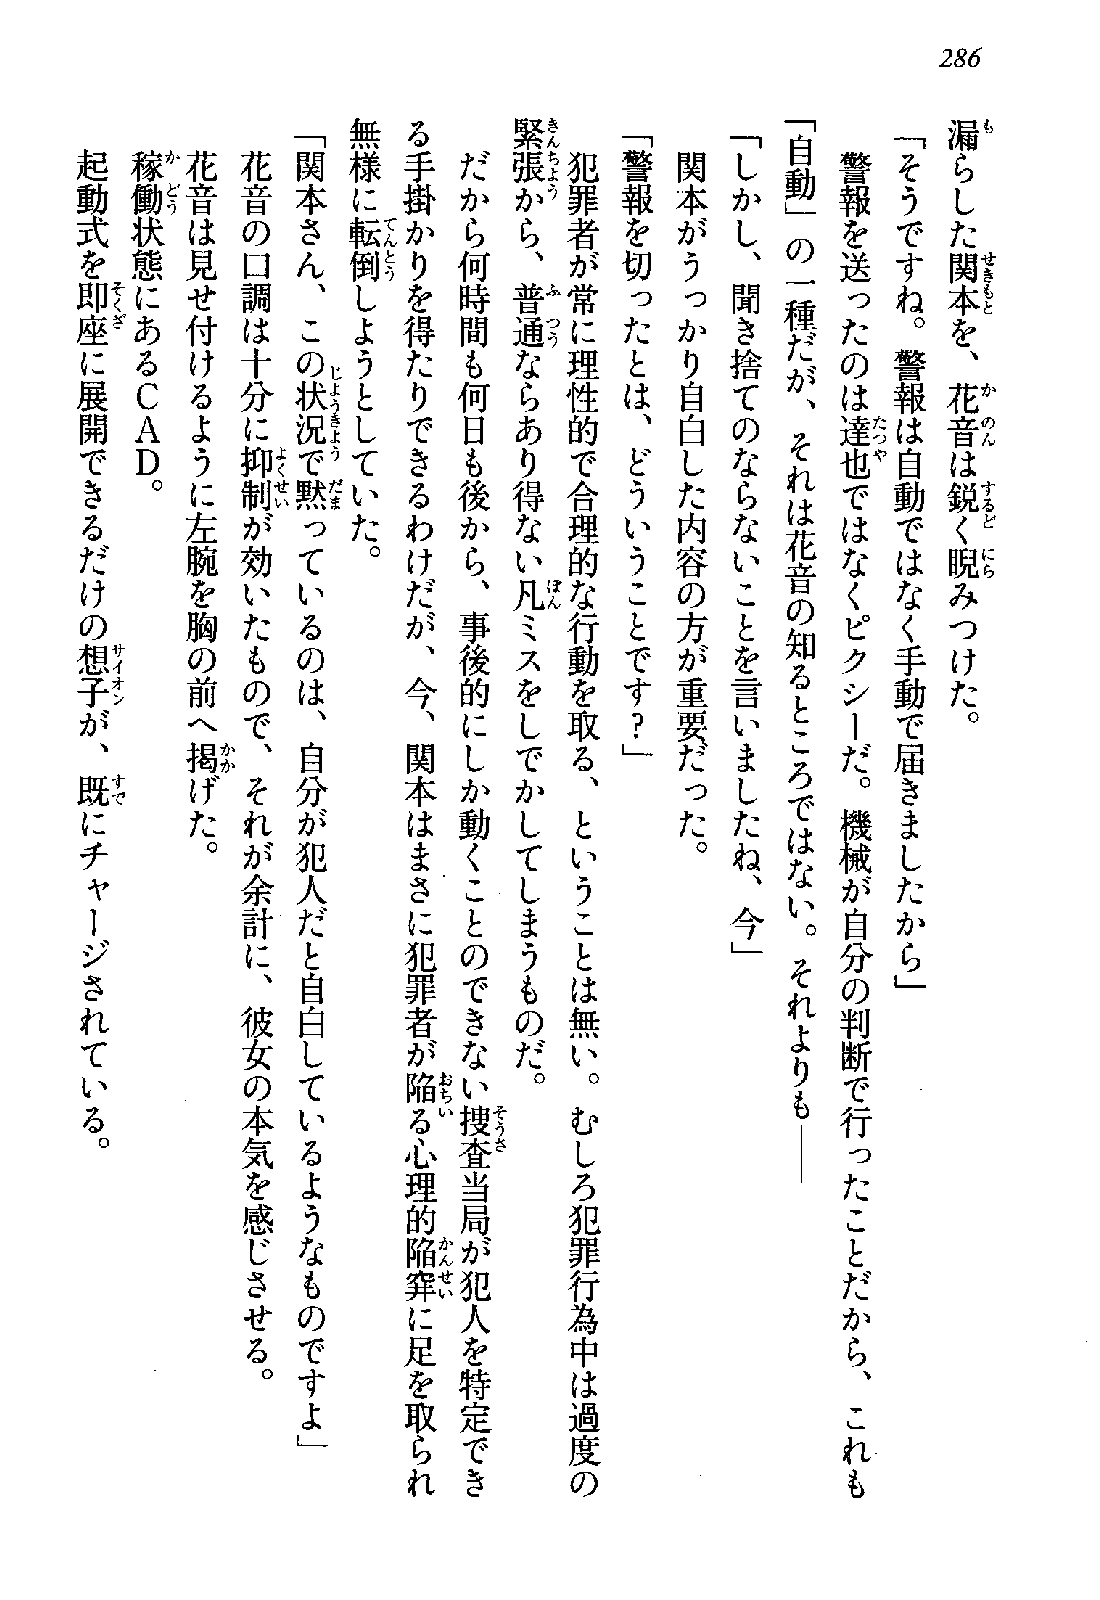 286
漏らした関本を、花音は鋭く睨みつけた。
「そうですね。警報は自動ではなく手動で届きましたから」
警報を送ったのは達也ではなくピクシーだ。機械が自分の判断で行ったことだから、これも
「自動」の一種だが、それは花音の知るところではない。それよりも――
「しかし、聞き捨てのならないことを言いましたね、今」
関本がうっかり自白した内容の方が重要だった。
「警報を切ったとは、どういうことです?」
犯罪者が常に理性的で合理的な行動を取る、ということは無い。むしろ犯罪行為中は過度の
緊張から、普通ならあり得ない凡ミスをしでかしてしまうものだ。
だから何時間も何日も後から、事後的にしか動くことのできない捜査当局が犯人を特定でき
る手掛かりを得たりできるわけだが、今、関本はまさに犯罪者が陥る心理的陥穽に足を取られ
無様に転倒しようとしていた。
「関本さん、この状況で黙っているのは、自分が犯人だと自白しているようなものですよ」
花音の口調は十分に抑制が効いたもので、それが余計に、彼女の本気を感じさせる。
花音は見せ付けるように左腕を胸の前へ掲げた。
稼働状態にあるCAD。
起動式を即座に展開できるだけの想子が、既にチャージされている。